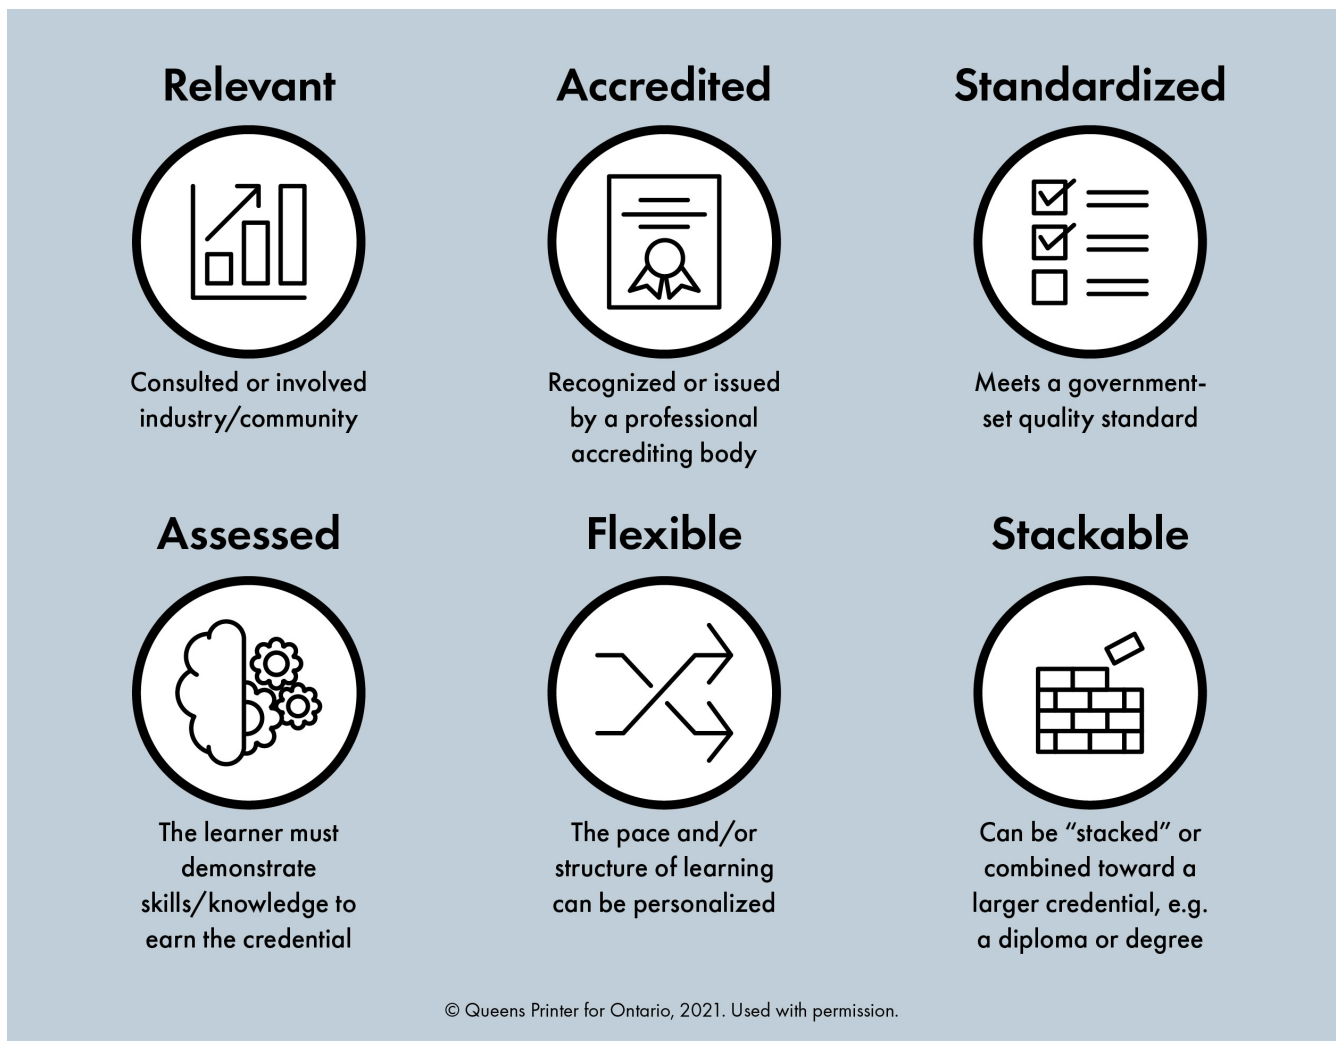 Relevant
Accredited
Standardized
Consulted or involved
industry/community
Recognized or issued
by a professional
accrediting body
Meets a government-
set quality standard
Assessed
Flexible
Stackable
The learner must
demonstrate
skills/knowledge to
earn the credential
The pace and/or
structure of learning
can be personalized
Can be “stacked” or
combined toward a
larger credential, e.g.
a diploma or degree
© Queens Printer for Ontario, 2021. Used with permission.